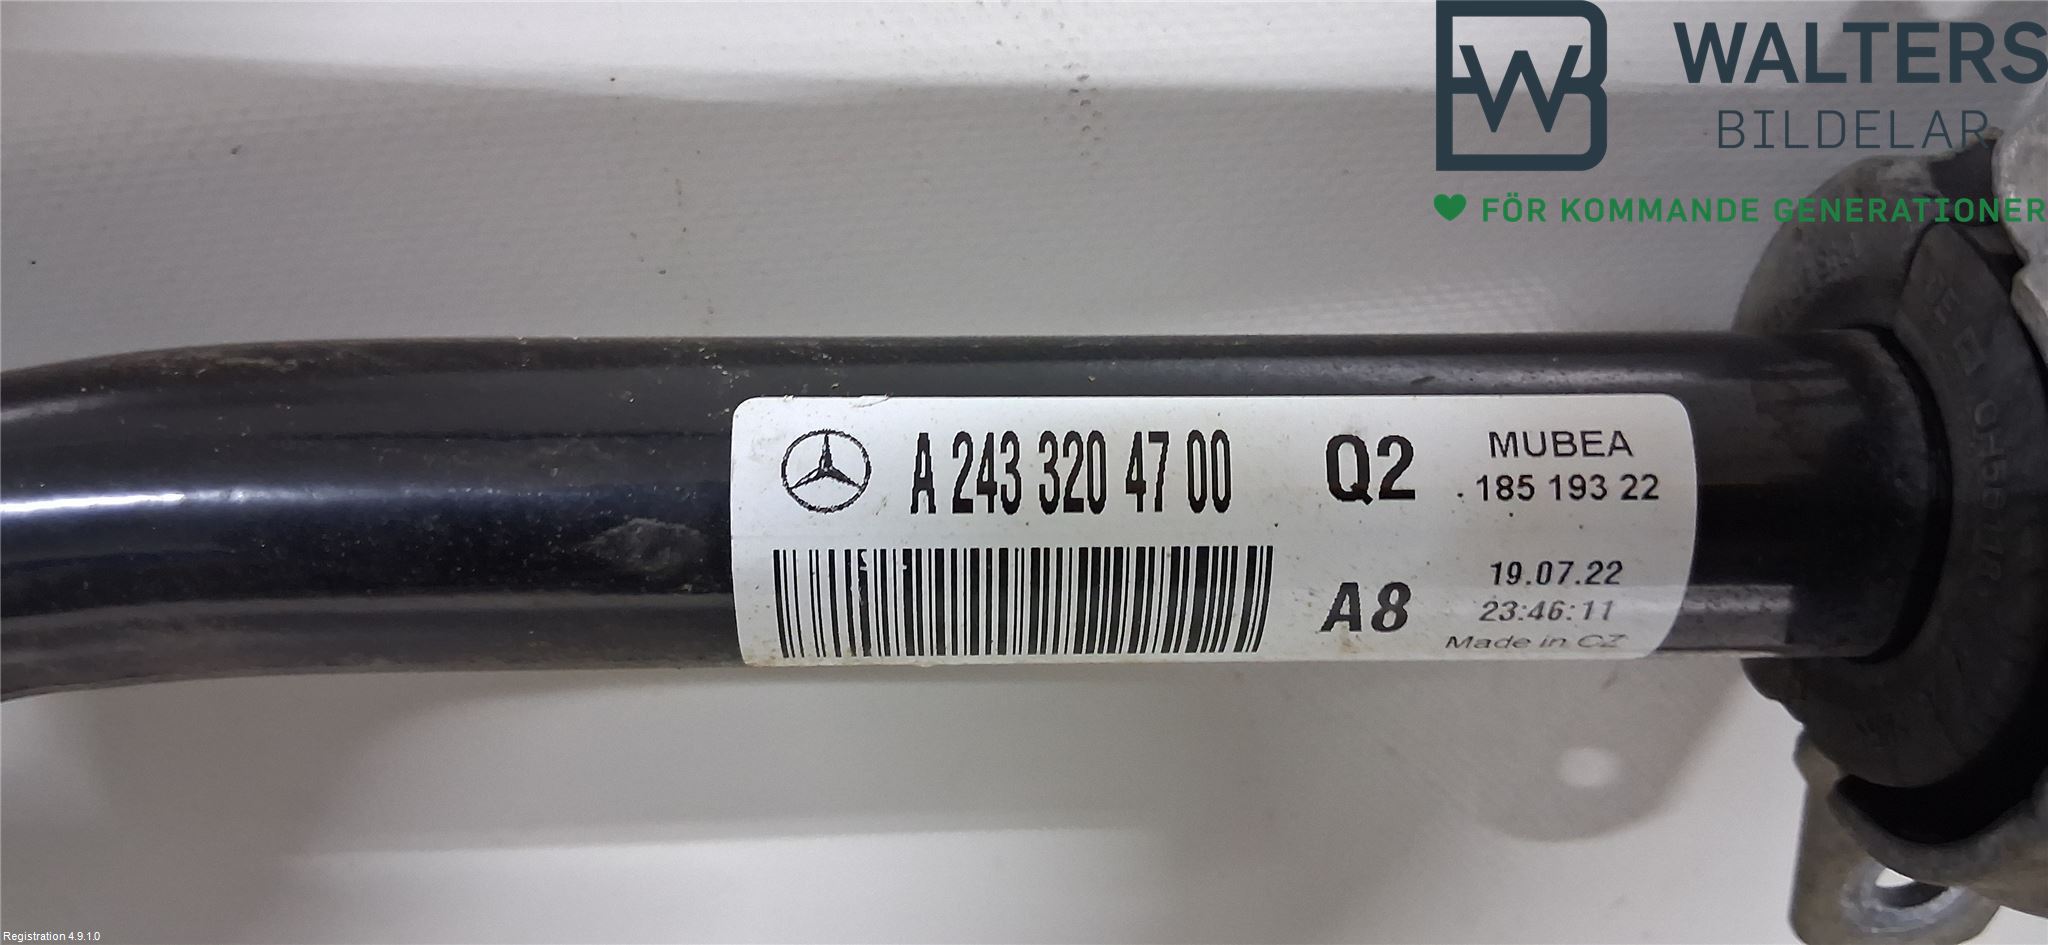 WALTERS
BILDELAR
FÖR KOMMANDE GENERATIONER
A 243 320 47 00
Q2
MUBEA
185 193 22
A8
19.07.22
23:46:11
Made in CZ
Registration 4.9.1.0